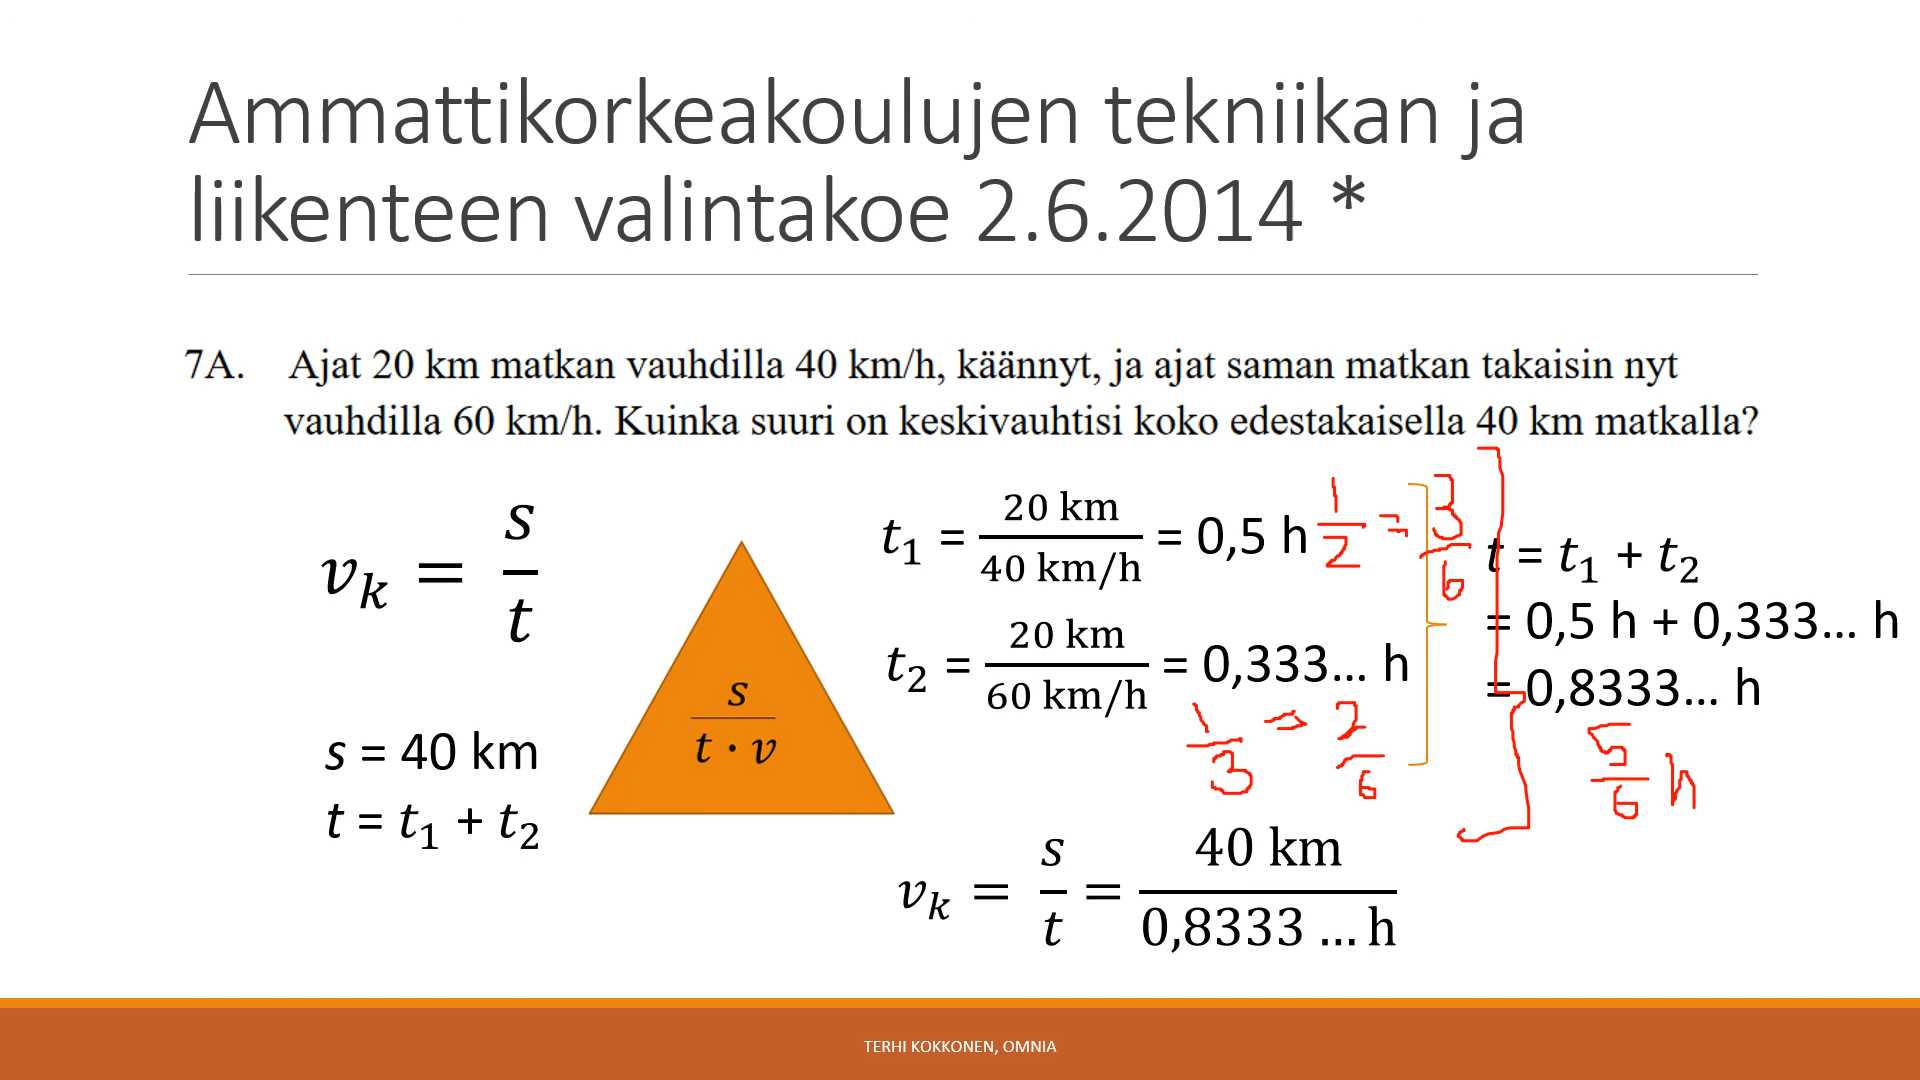 Ammattikorkeakoulujen tekniikan ja
liikenteen valintakoe 2.6.2014 *
7A. Ajat 20 km matkan vauhdilla 40 km/h, käännyt, ja ajat saman matkan takaisin nyt
vauhdilla 60 km/h. Kuinka suuri on keskivauhtisi koko edestakaisella 40 km matkalla?
v_k = s/t
s = 40 km
t = t₁ + t₂
s
t · v
t₁ = 20 km / 40 km/h = 0,5 h 1/2 = 3/6
t₂ = 20 km / 60 km/h = 0,333... h
1/3 = 2/6
t = t₁ + t₂
= 0,5 h + 0,333... h
= 0,8333... h
5/6 h
v_k = s/t = 40 km / 0,8333 ... h
TERHI KOKKONEN, OMNIA